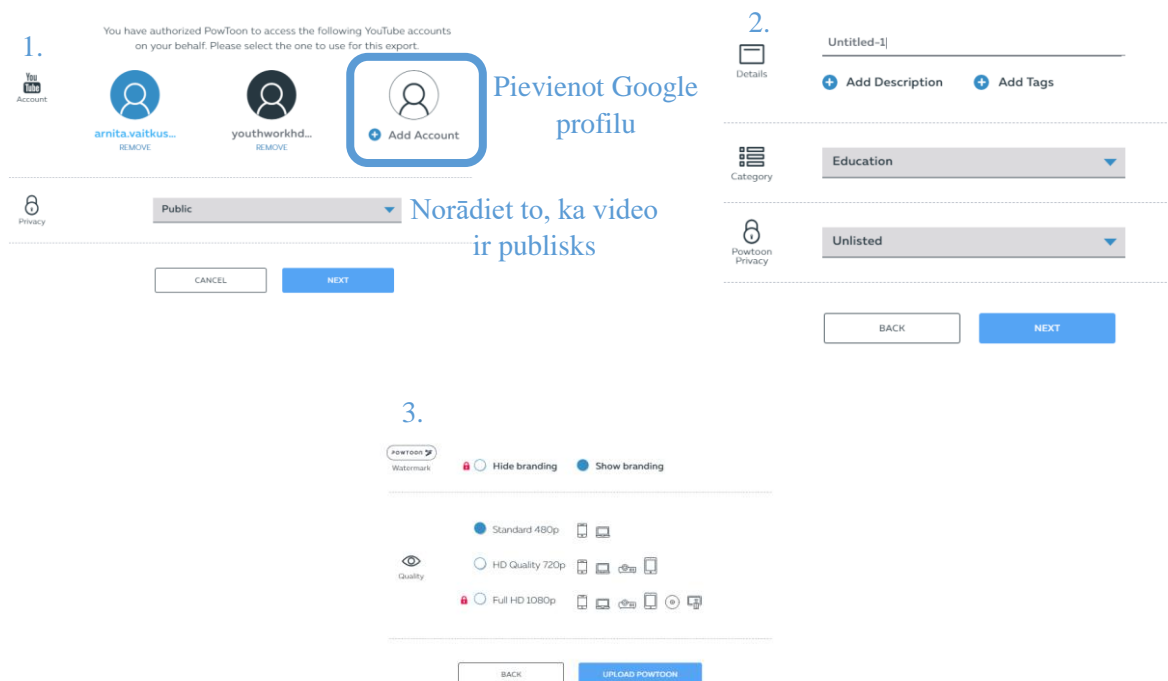 1.
You have authorized PowToon to access the following YouTube accounts
on your behalf. Please select the one to use for this export.
You
Tube
Account
arnita.vaitkus...
REMOVE
youthworkhd...
REMOVE
Add Account
Pievienot Google
profilu
Privacy
Public
Norādiet to, ka video
ir publisks
CANCEL
NEXT
2.
Details
Untitled-1
Add Description
Add Tags
Category
Education
Powtoon
Privacy
Unlisted
BACK
NEXT
3.
POWTOON
Watermark
Hide branding
Show branding
Quality
Standard 480p
HD Quality 720p
Full HD 1080p
BACK
UPLOAD POWTOON